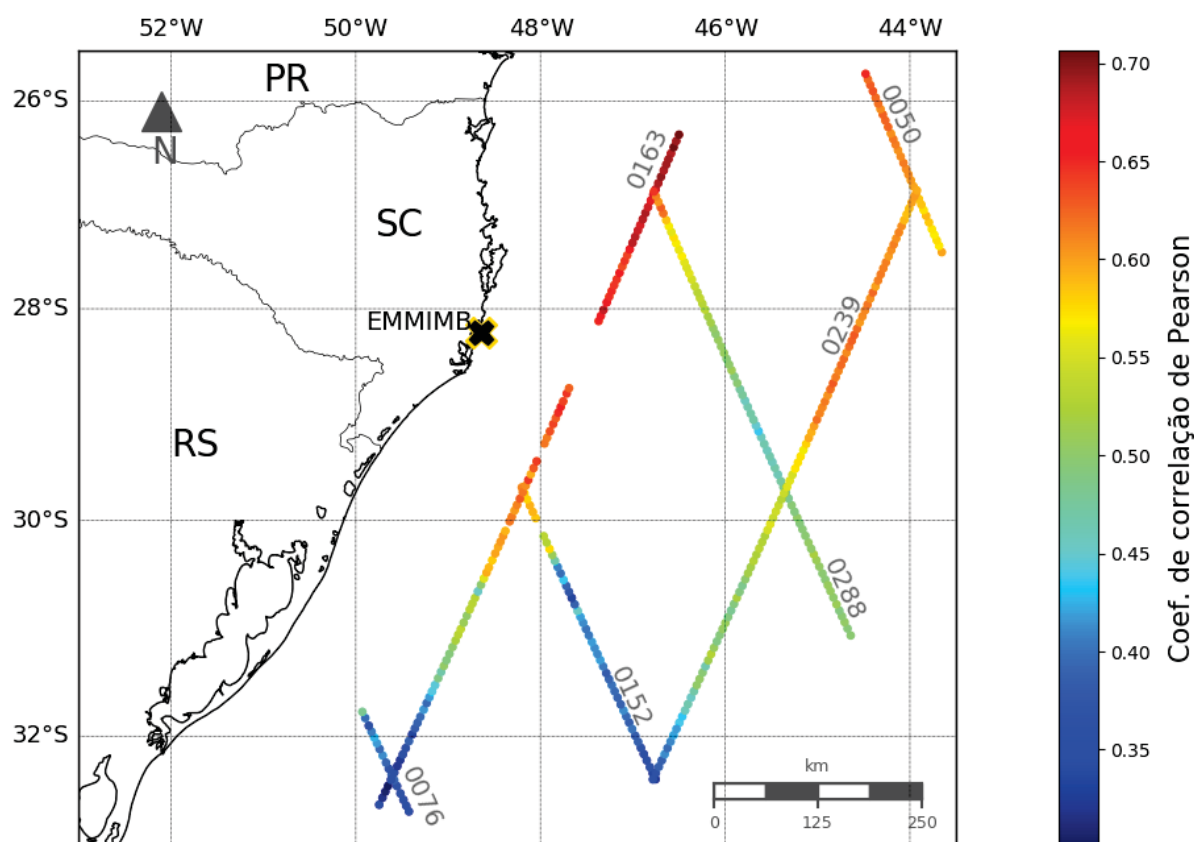 52°W 50°W 48°W 46°W 44°W
26°S
28°S
30°S
32°S
PR
N
SC
EMMIMB
RS
0163
0050
0239
0288
0152
0076
km
0 125 250
0.70
0.65
0.60
0.55
0.50
0.45
0.40
0.35
Coef. de correlação de Pearson